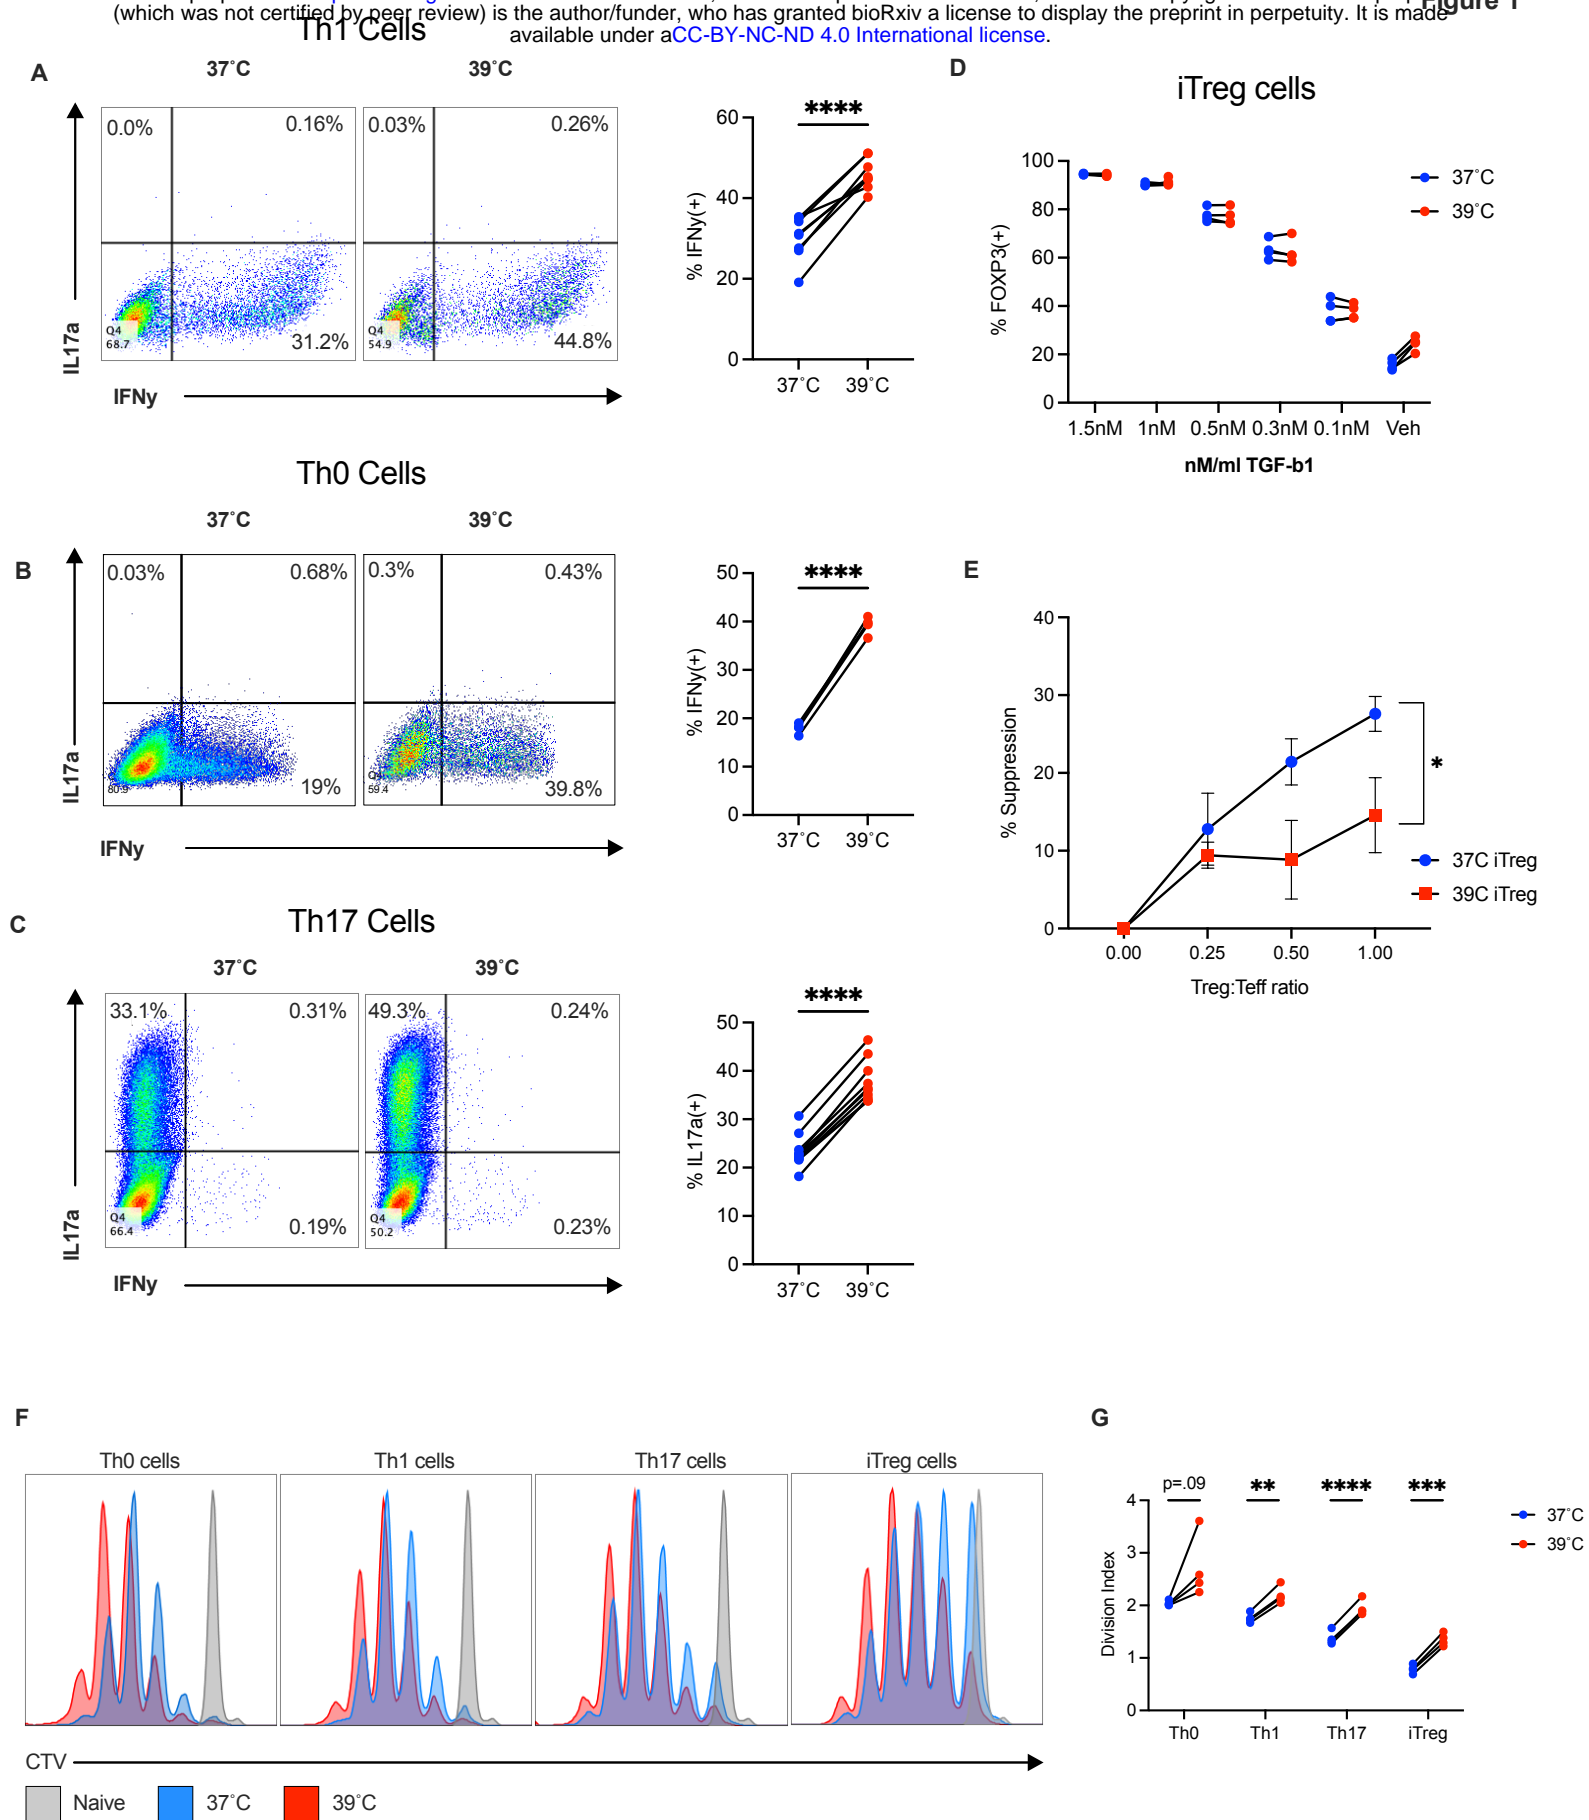 (which was not certified by peer review) is the author/funder, who has granted bioRxiv a license to display the preprint in perpetuity. It is made
available under aCC-BY-NC-ND 4.0 International license.
Figure 1
Th1 Cells
A
37˚C
39˚C
0.0%
0.16%
0.03%
0.26%
Q4
68.7
31.2%
Q4
54.9
44.8%
IL17a
IFNy
****
% IFNy(+)
60
40
20
0
37˚C
39˚C
D
iTreg cells
% FOXP3(+)
100
80
60
40
20
0
1.5nM
1nM
0.5nM
0.3nM
0.1nM
Veh
nM/ml TGF-b1
37˚C
39˚C
Th0 Cells
B
37˚C
39˚C
0.03%
0.68%
0.3%
0.43%
80.3
19%
59.4
39.8%
IL17a
IFNy
****
% IFNy(+)
50
40
30
20
10
0
37˚C
39˚C
E
% Suppression
40
30
20
10
0
0.00
0.25
0.50
1.00
Treg:Teff ratio
*
37C iTreg
39C iTreg
Th17 Cells
C
37˚C
39˚C
33.1%
0.31%
49.3%
0.24%
Q4
66.4
0.19%
Q4
50.2
0.23%
IL17a
IFNy
****
% IL17a(+)
50
40
30
20
10
0
37˚C
39˚C
F
Th0 cells
Th1 cells
Th17 cells
iTreg cells
CTV
Naive
37˚C
39˚C
G
p=.09
**
****
***
Division Index
4
3
2
1
0
Th0
Th1
Th17
iTreg
37˚C
39˚C